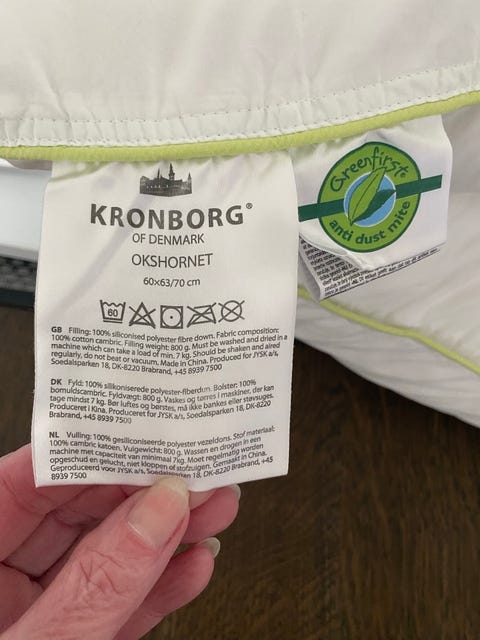 KRONBORG®
OF DENMARK
OKSHORNET
60x63/70 cm
60
GB Filling: 100% siliconised polyester fibre down. Fabric composition:
100% cotton cambric. Filling weight: 800 g. Must be washed and dried in a
machine which can take a load of min. 7 kg. Should be shaken and aired
regularly, do not beat or vacuum. Made in China. Produced for JYSK a/s,
Soedalsparken 18, DK-8220 Brabrand, +45 8939 7500
DK Fyld: 100% silikoniserede polyester-fiberdun. Bolster: 100%
bomuldscambric. Fyldvægt: 800 g. Vaskes og tørres i maskiner, der kan
tage mindst 7 kg. Bør luftes og børstes, må ikke bankes eller støvsuges.
Produceret i Kina. Produceret for JYSK a/s, Soedalsparken 18, DK-8220
Brabrand, +45 8939 7500
NL Vulling: 100% gesiliconiseerde polyester vezeldons. Stof materiaal:
100% cambric katoen. Vulgewicht: 800 g. Wassen en drogen in een
machine met capaciteit van minimaal 7kg. Moet regelmatig worden
opgeschud en gelucht, niet kloppen of stofzuigen. Gemaakt in China.
Geproduceerd voor JYSK a/s, Soedalsparken 18, DK-8220 Brabrand, +45
8939 7500
Greenfirst®
anti dust mite